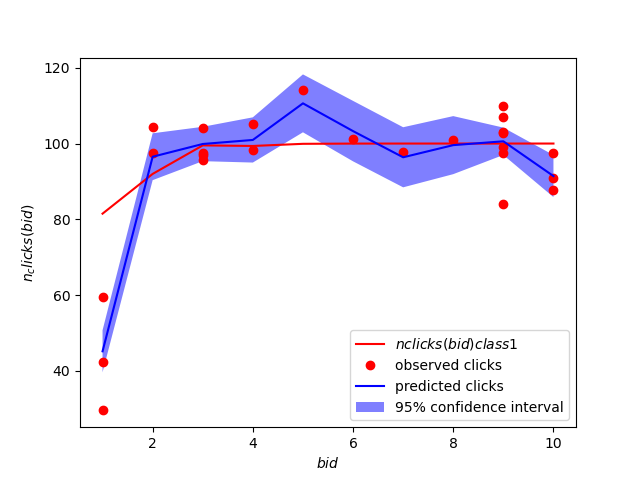 120
100
80
60
40
n_clicks(bid)
nclicks(bid)class1
observed clicks
predicted clicks
95% confidence interval
2
4
6
8
10
bid